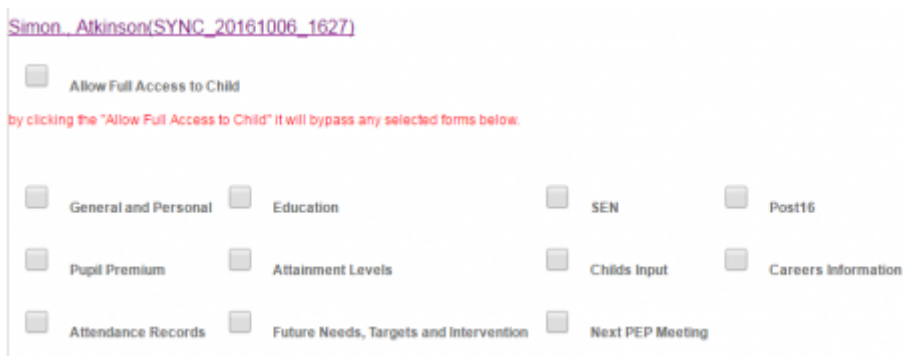 Simon., Atkinson(SYNC_20161006_1627)
Allow Full Access to Child
by clicking the "Allow Full Access to Child" it will bypass any selected forms below.
General and Personal Education SEN Post16
Pupil Premium Attainment Levels Childs Input Careers Information
Attendance Records Future Needs, Targets and Intervention Next PEP Meeting